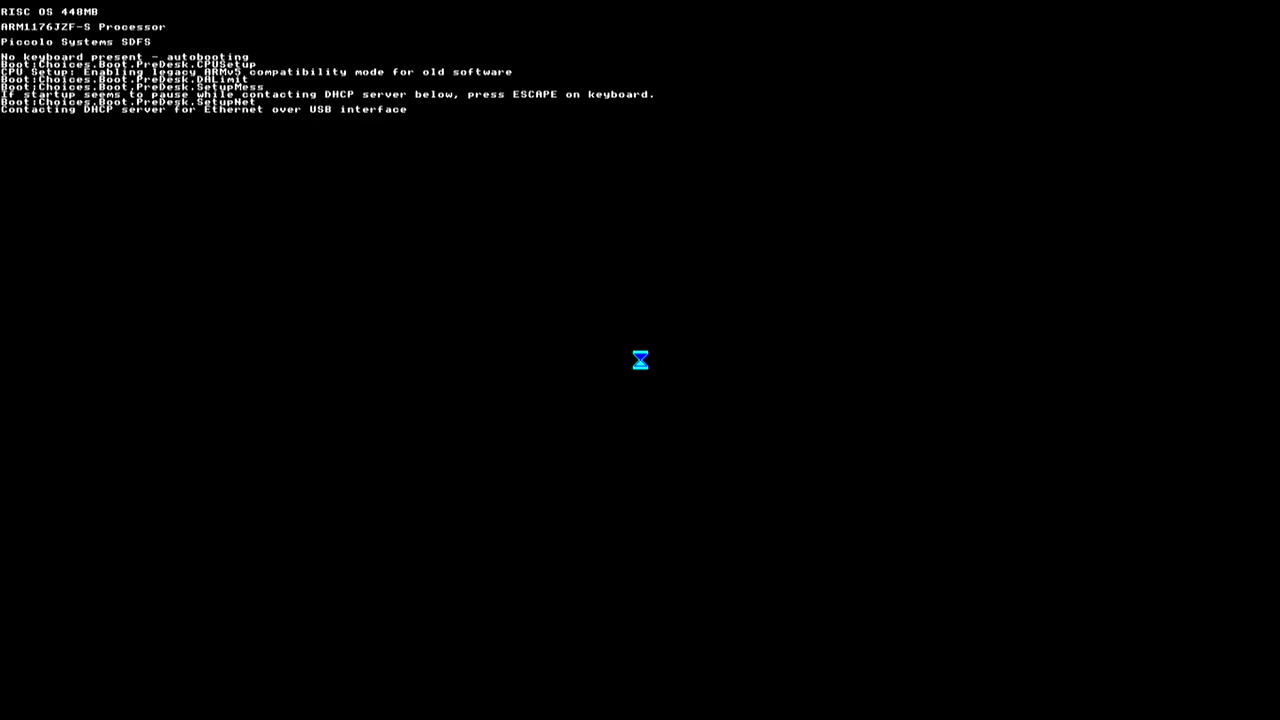 RISC OS 448MB
ARM1176JZF-S Processor
Piccolo Systems SDFS
No keyboard present - autobooting
Boot:Choices.Boot.PreDesk.CPUSetup
CPU Setup: Enabling legacy ARMv5 compatibility mode for old software
Boot:Choices.Boot.PreDesk.DALimit
Boot:Choices.Boot.PreDesk.SetupMess
If startup seems to pause while contacting DHCP server below, press ESCAPE on keyboard.
Boot:Choices.Boot.PreDesk.SetupNet
Contacting DHCP server for Ethernet over USB interface